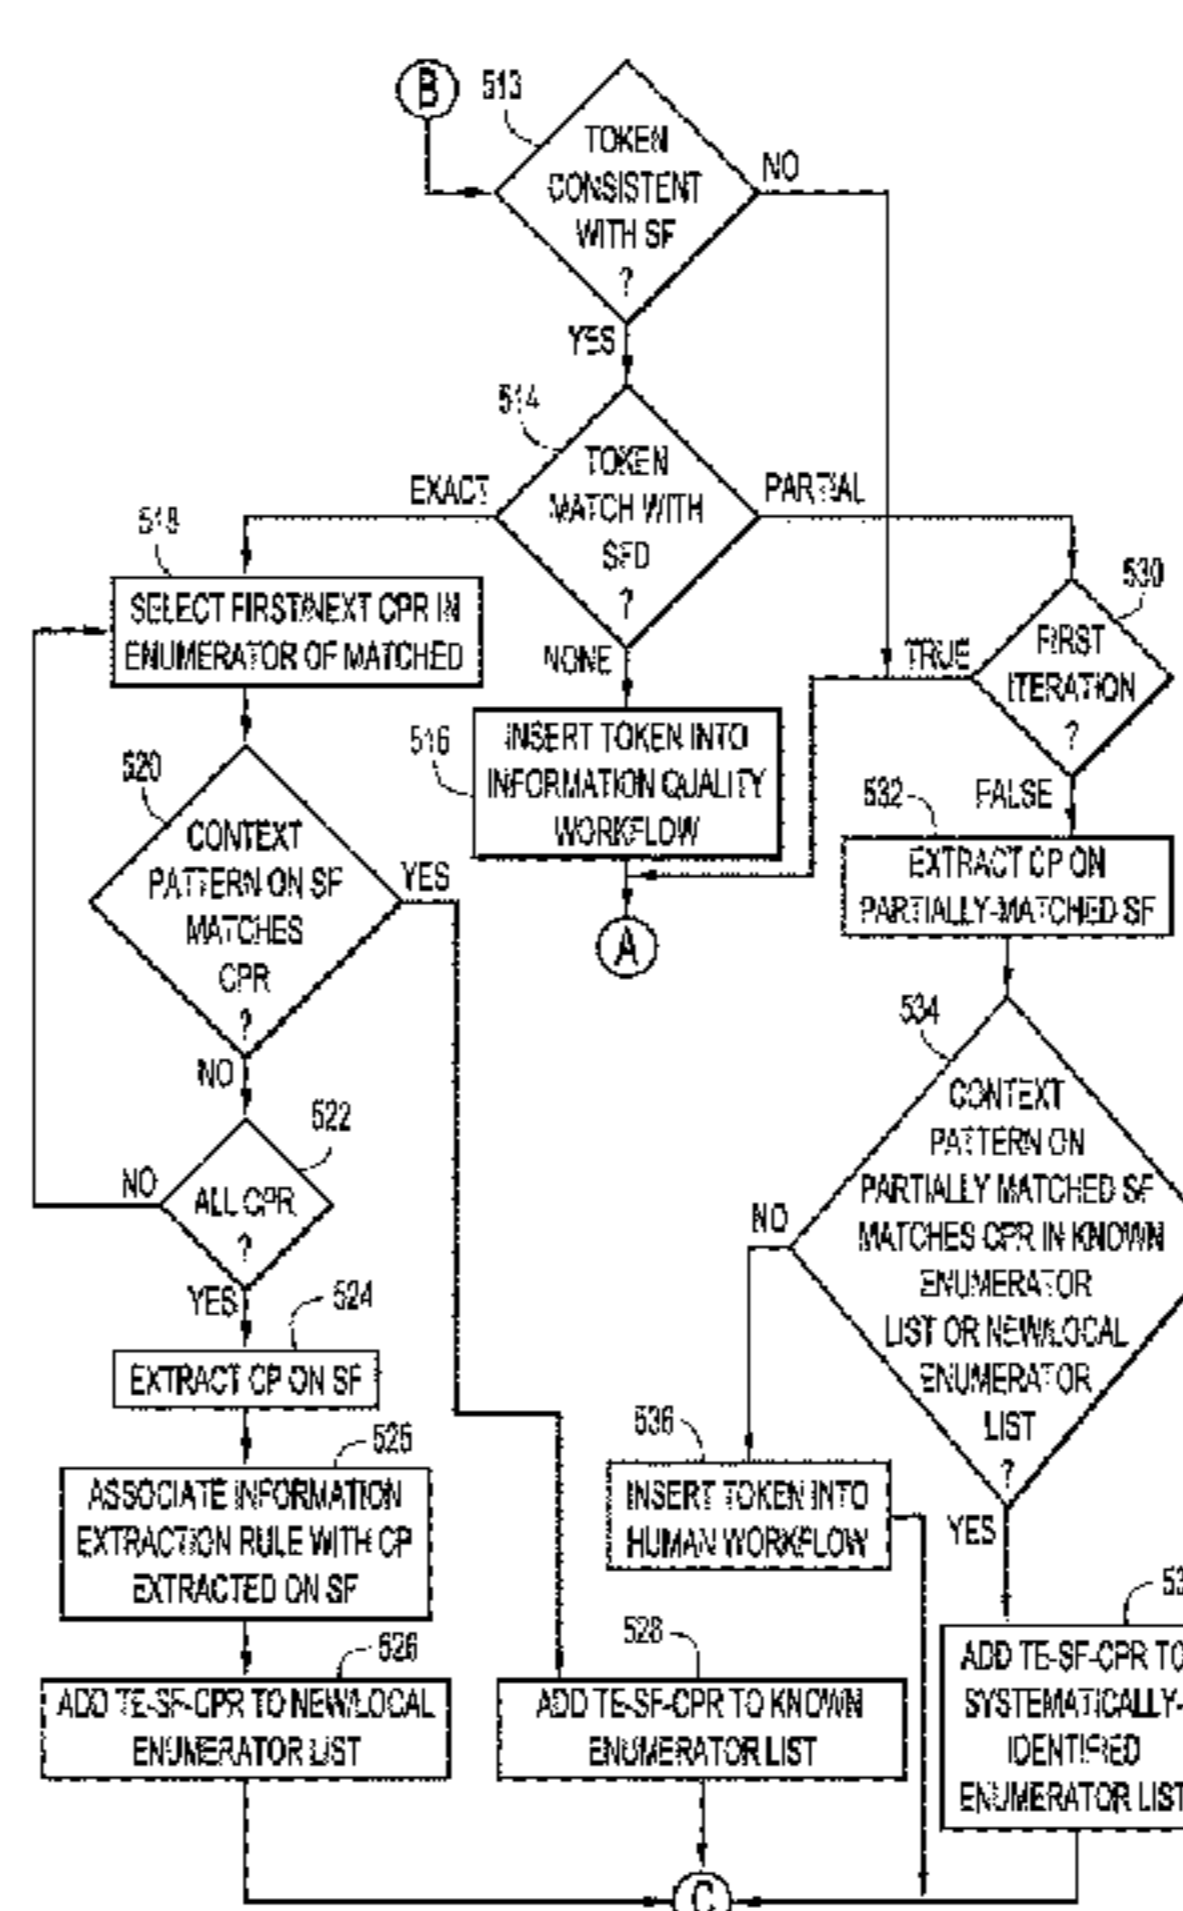 B
513
TOKEN
CONSISTENT
WITH SF
?
NO
YES
514
TOKEN
MATCH WITH
SFD
?
EXACT
PARTIAL
NONE
518
SELECT FIRST/NEXT CPR IN
ENUMERATOR OF MATCHED
530
FIRST
ITERATION
?
TRUE
FALSE
516
INSERT TOKEN INTO
INFORMATION QUALITY
WORKFLOW
A
520
CONTEXT
PATTERN ON SF
MATCHES
CPR
?
YES
NO
532
EXTRACT CP ON
PARTIALLY-MATCHED SF
534
CONTEXT
PATTERN ON
PARTIALLY MATCHED SF
MATCHES CPR IN KNOWN
ENUMERATOR
LIST OR NEW/LOCAL
ENUMERATOR
LIST
?
NO
YES
522
ALL CPR
?
NO
YES
524
EXTRACT CP ON SF
525
ASSOCIATE INFORMATION
EXTRACTION RULE WITH CP
EXTRACTED ON SF
536
INSERT TOKEN INTO
HUMAN WORKFLOW
526
ADD TE-SF-CPR TO NEW/LOCAL
ENUMERATOR LIST
528
ADD TE-SF-CPR TO KNOWN
ENUMERATOR LIST
53
ADD TE-SF-CPR TO
SYSTEMATICALLY-
IDENTIFIED
ENUMERATOR LIST
C